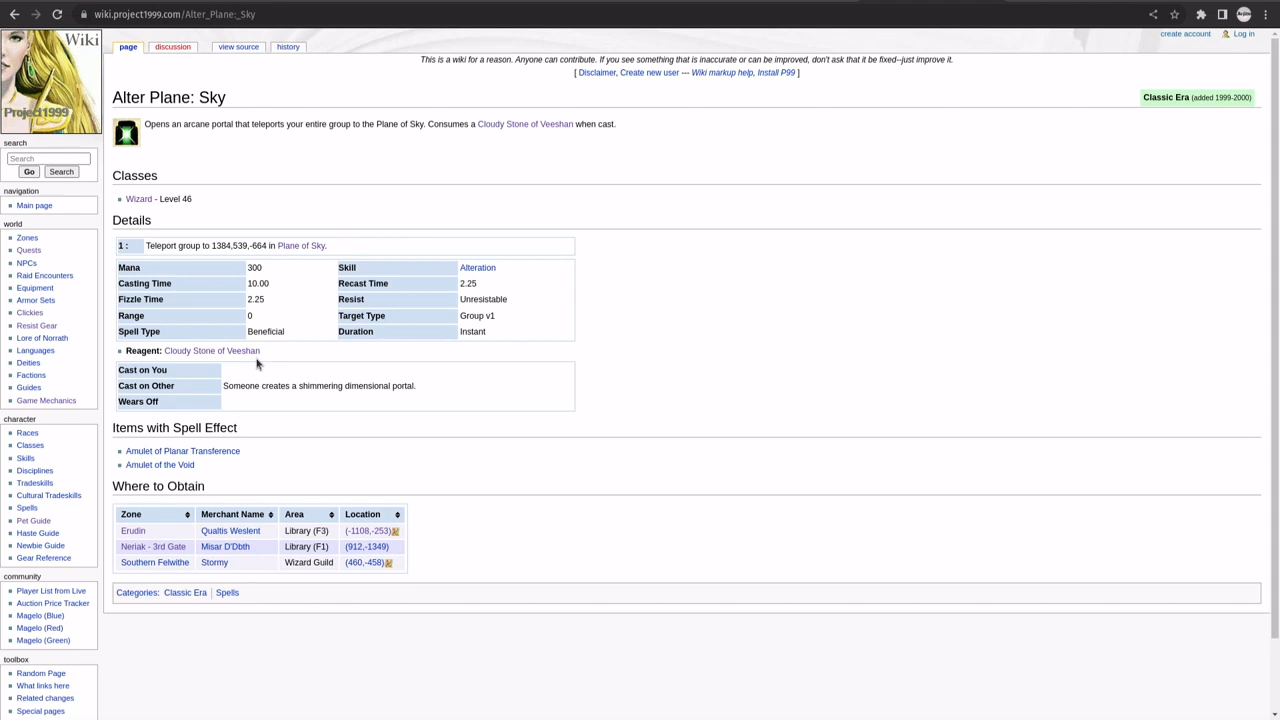 wiki.project1999.com/Alter_Plane:_Sky
create account Log in
Wiki
Project1999
page discussion view source history
This is a wiki for a reason. Anyone can contribute. If you see something that is inaccurate or can be improved, don't ask that it be fixed--just improve it.
[ Disclaimer, Create new user --- Wiki markup help, Install P99 ]
Alter Plane: Sky
Classic Era (added 1999-2000)
Opens an arcane portal that teleports your entire group to the Plane of Sky. Consumes a Cloudy Stone of Veeshan when cast.
search
Search
Go Search
navigation
Main page
world
Zones
Quests
NPCs
Raid Encounters
Equipment
Armor Sets
Clickies
Resist Gear
Lore of Norrath
Languages
Deities
Factions
Guides
Game Mechanics
character
Races
Classes
Skills
Disciplines
Tradeskills
Cultural Tradeskills
Spells
Pet Guide
Haste Guide
Newbie Guide
Gear Reference
community
Player List from Live
Auction Price Tracker
Magelo (Blue)
Magelo (Red)
Magelo (Green)
toolbox
Random Page
What links here
Related changes
Special pages
Classes
Wizard - Level 46
Details
1 : Teleport group to 1384,539,-664 in Plane of Sky.
Mana 300 Skill Alteration
Casting Time 10.00 Recast Time 2.25
Fizzle Time 2.25 Resist Unresistable
Range 0 Target Type Group v1
Spell Type Beneficial Duration Instant
Reagent: Cloudy Stone of Veeshan
Cast on You
Cast on Other Someone creates a shimmering dimensional portal.
Wears Off
Items with Spell Effect
Amulet of Planar Transference
Amulet of the Void
Where to Obtain
Zone Merchant Name Area Location
Erudin Qualtis Weslent Library (F3) (-1108,-253)
Neriak - 3rd Gate Misar D'Dbth Library (F1) (912,-1349)
Southern Felwithe Stormy Wizard Guild (460,-458)
Categories: Classic Era Spells